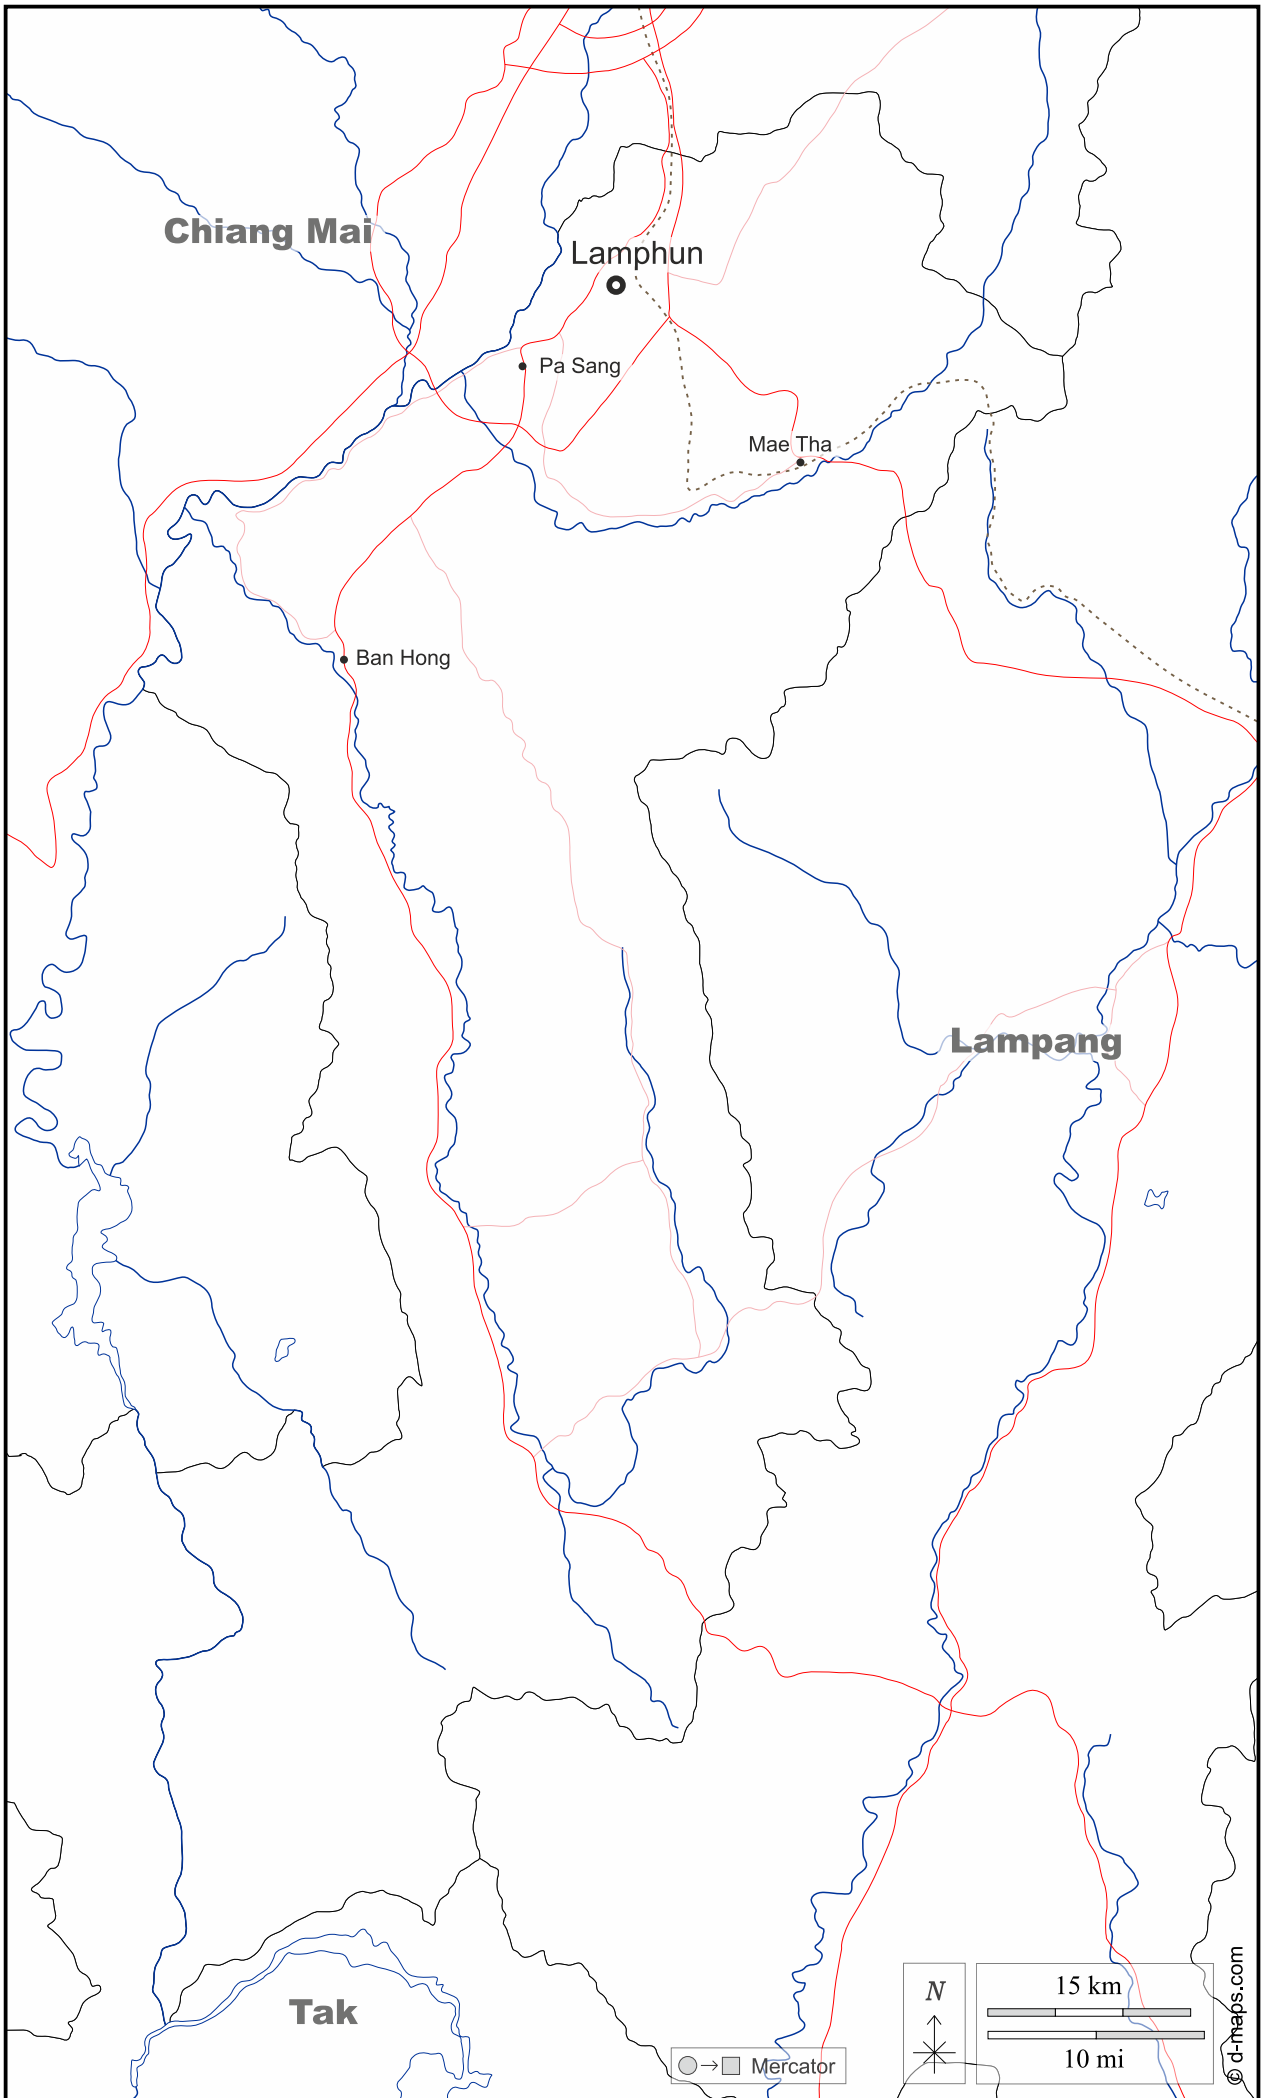 Chiang Mai
Lamphun
Pa Sang
Mae Tha
Ban Hong
Lampang
Tak
N
15 km
10 mi
Mercator
© d-maps.com